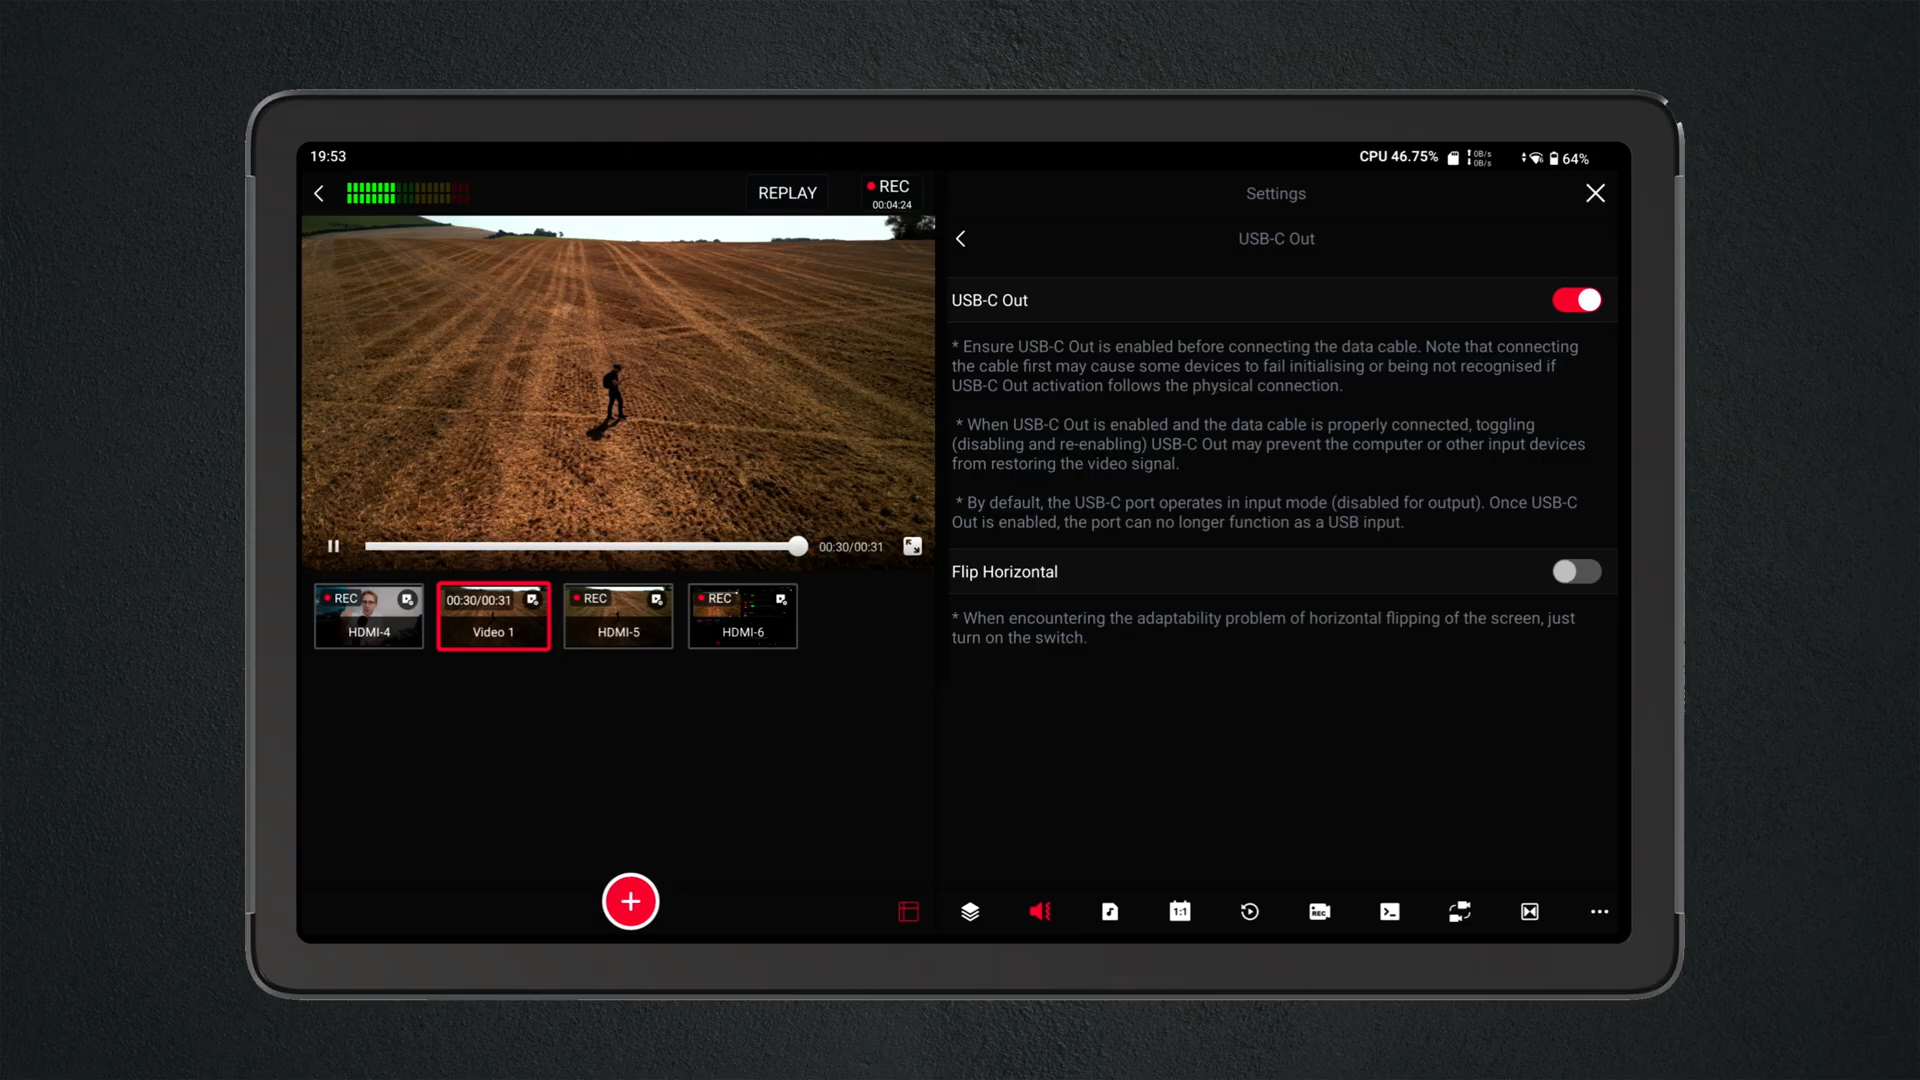 19:53
CPU 46.75%
0B/s
0B/s
64%
REPLAY
REC
00:04:24
Settings
USB-C Out
USB-C Out
* Ensure USB-C Out is enabled before connecting the data cable. Note that connecting
the cable first may cause some devices to fail initialising or being not recognised if
USB-C Out activation follows the physical connection.
* When USB-C Out is enabled and the data cable is properly connected, toggling
(disabling and re-enabling) USB-C Out may prevent the computer or other input devices
from restoring the video signal.
* By default, the USB-C port operates in input mode (disabled for output). Once USB-C
Out is enabled, the port can no longer function as a USB input.
Flip Horizontal
* When encountering the adaptability problem of horizontal flipping of the screen, just
turn on the switch.
00:30/00:31
REC
HDMI-4
00:30/00:31
Video 1
REC
HDMI-5
REC
HDMI-6
1:1
REC